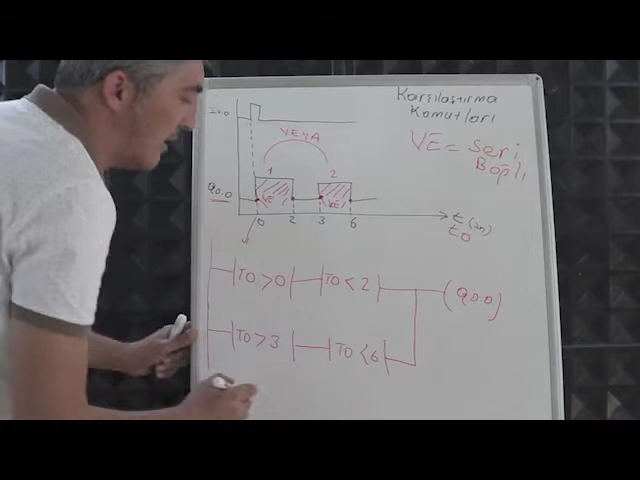 Karşılaştırma
Komutları
I0.0
VEYA
VE = Seri
Bağlı
1
2
Q0.0
VE
VE
0
2
3
6
t (sn)
t0
T0>0
T0<2
(Q0.0)
T0>3
T0<6